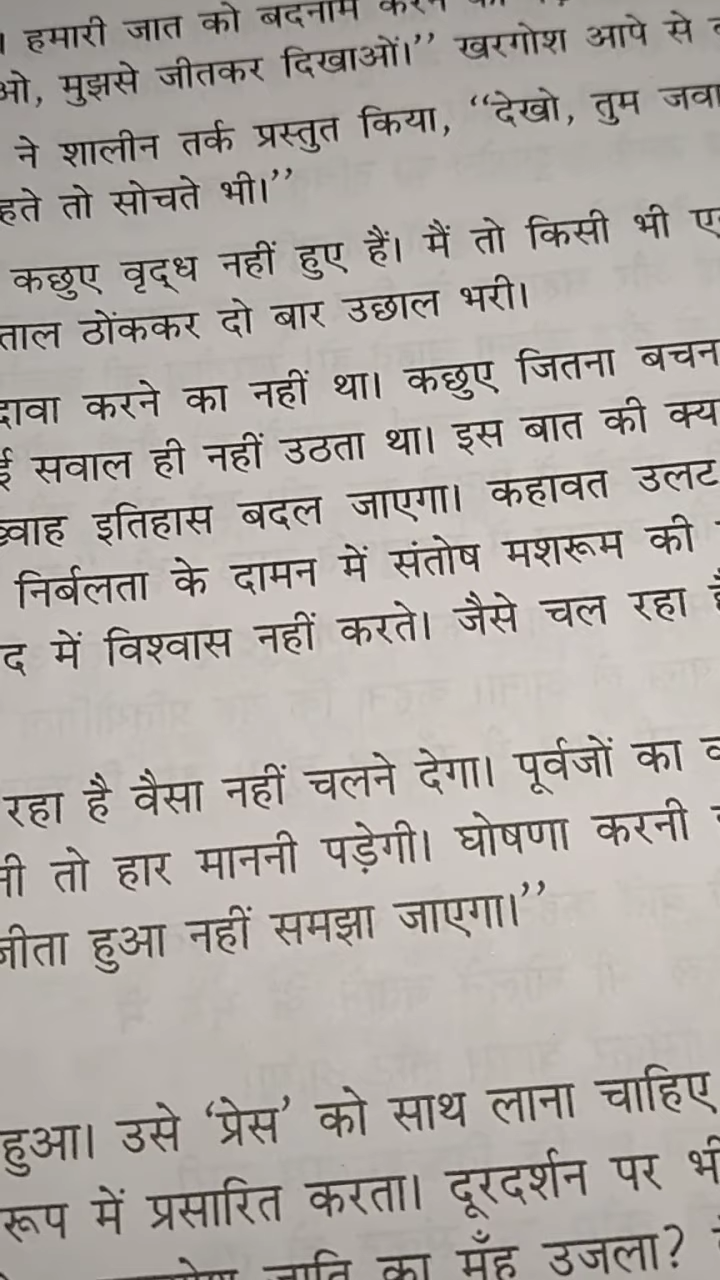 । हमारी जात को बदनाम
मुझसे जीतकर दिखाओं।” खरगोश आपे से
ने शालीन तर्क प्रस्तुत किया, “देखो, तुम
तो सोचते भी।”
कछुए वृद्ध नहीं हुए हैं। मैं तो किसी भी
ताल ठोंककर दो बार उछाल भरी।
दावा करने का नहीं था। कछुए जितना
सवाल ही नहीं उठता था। इस बात की
इतिहास बदल जाएगा। कहावत उलट
निर्बलता के दामन में संतोष मशरूम की
में विश्वास नहीं करते। जैसे चल रहा
रहा है वैसा नहीं चलने देगा। पूर्वजों का
तो हार माननी पड़ेगी। घोषणा करनी
जीता हुआ नहीं समझा जाएगा।”
हुआ। उसे ‘प्रेस’ को साथ लाना चाहिए
रूप में प्रसारित करता। दूरदर्शन पर भी
जाति का मुँह उजला?